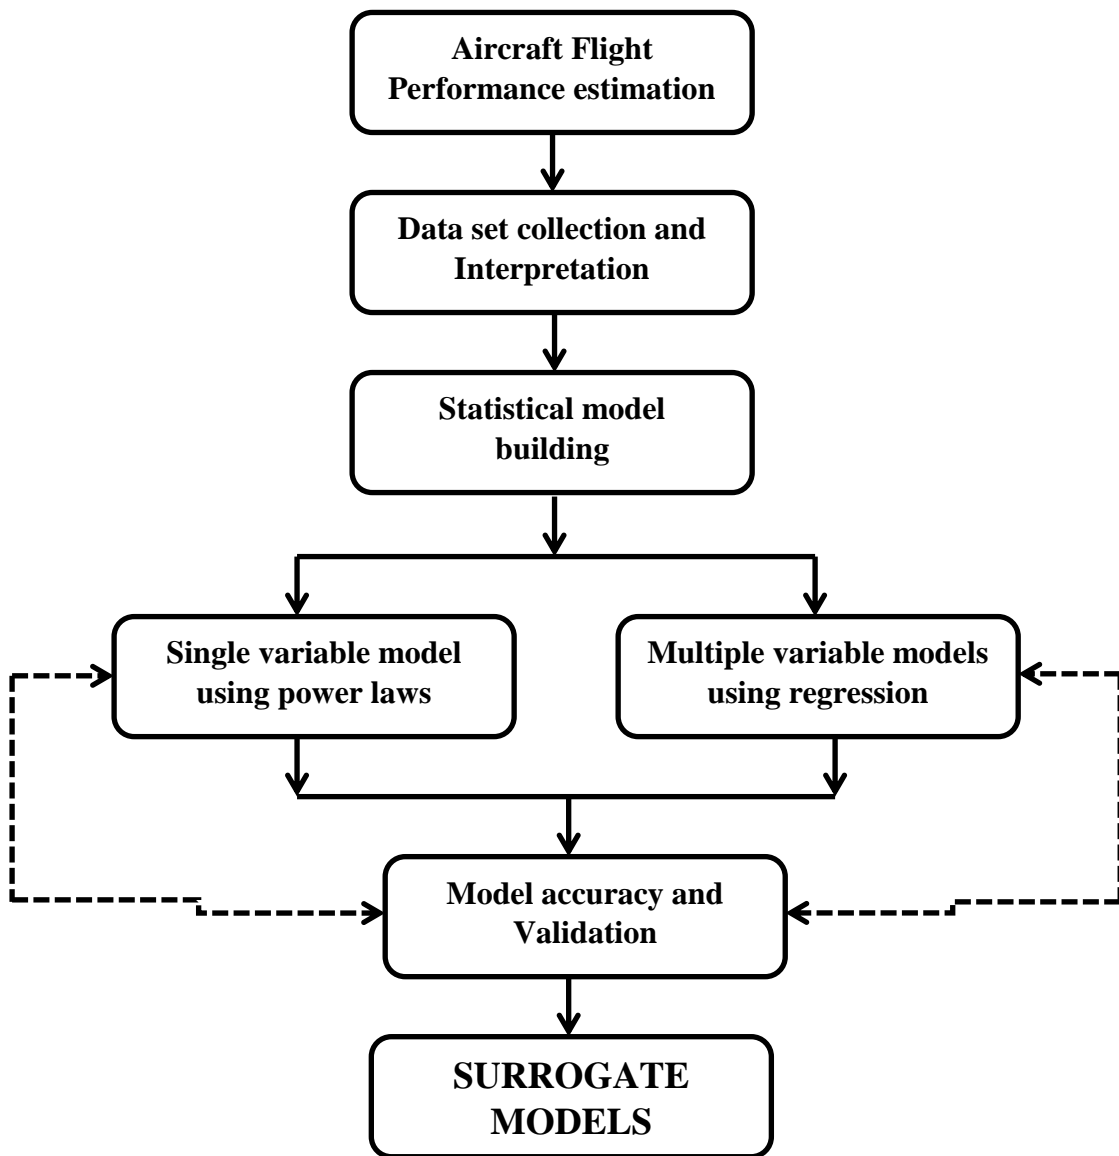 Aircraft Flight
Performance estimation
Data set collection and
Interpretation
Statistical model
building
Single variable model
using power laws
Multiple variable models
using regression
Model accuracy and
Validation
SURROGATE
MODELS